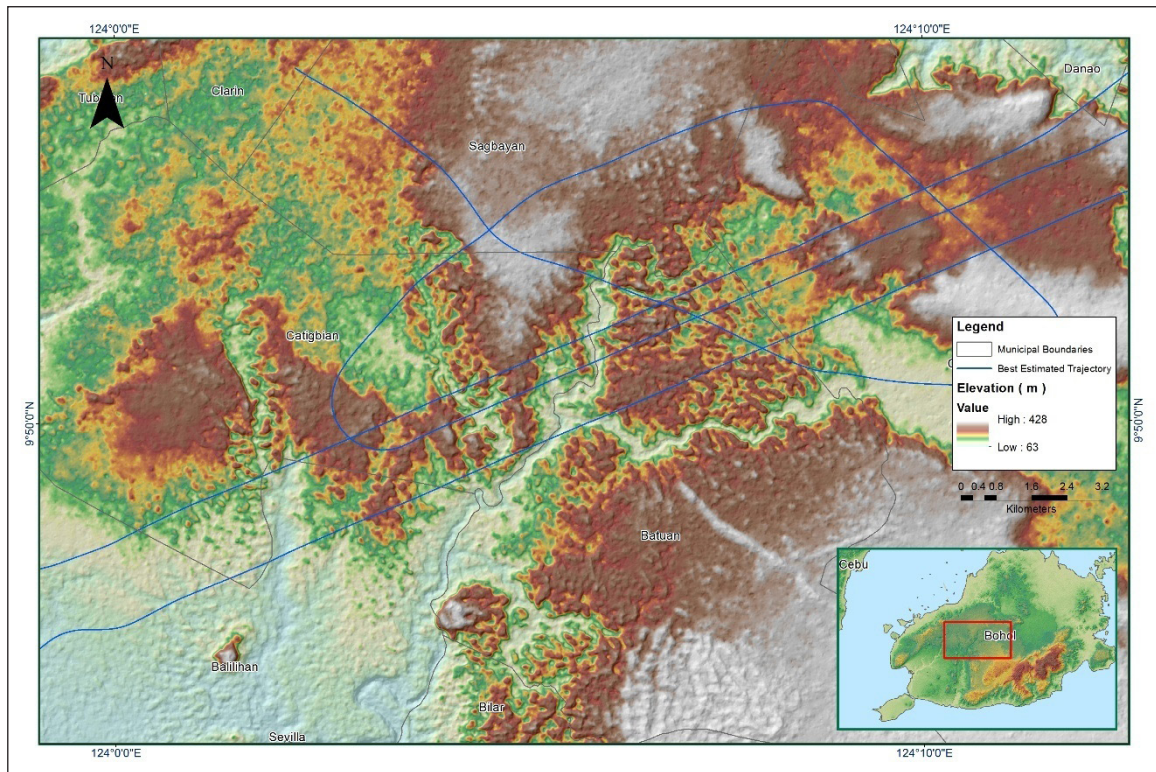 124°0'0"E
124°10'0"E
N
Danao
Clarin
Sagbayan
Catigbian
9°50'0"N
9°50'0"N
Legend
Municipal Boundaries
Best Estimated Trajectory
Elevation ( m )
Value
High : 428
Low : 63
0 0.4 0.8 1.6 2.4 3.2
Kilometers
Batuan
Cebu
Bohol
Balilihan
Bilar
Sevilla
124°0'0"E
124°10'0"E